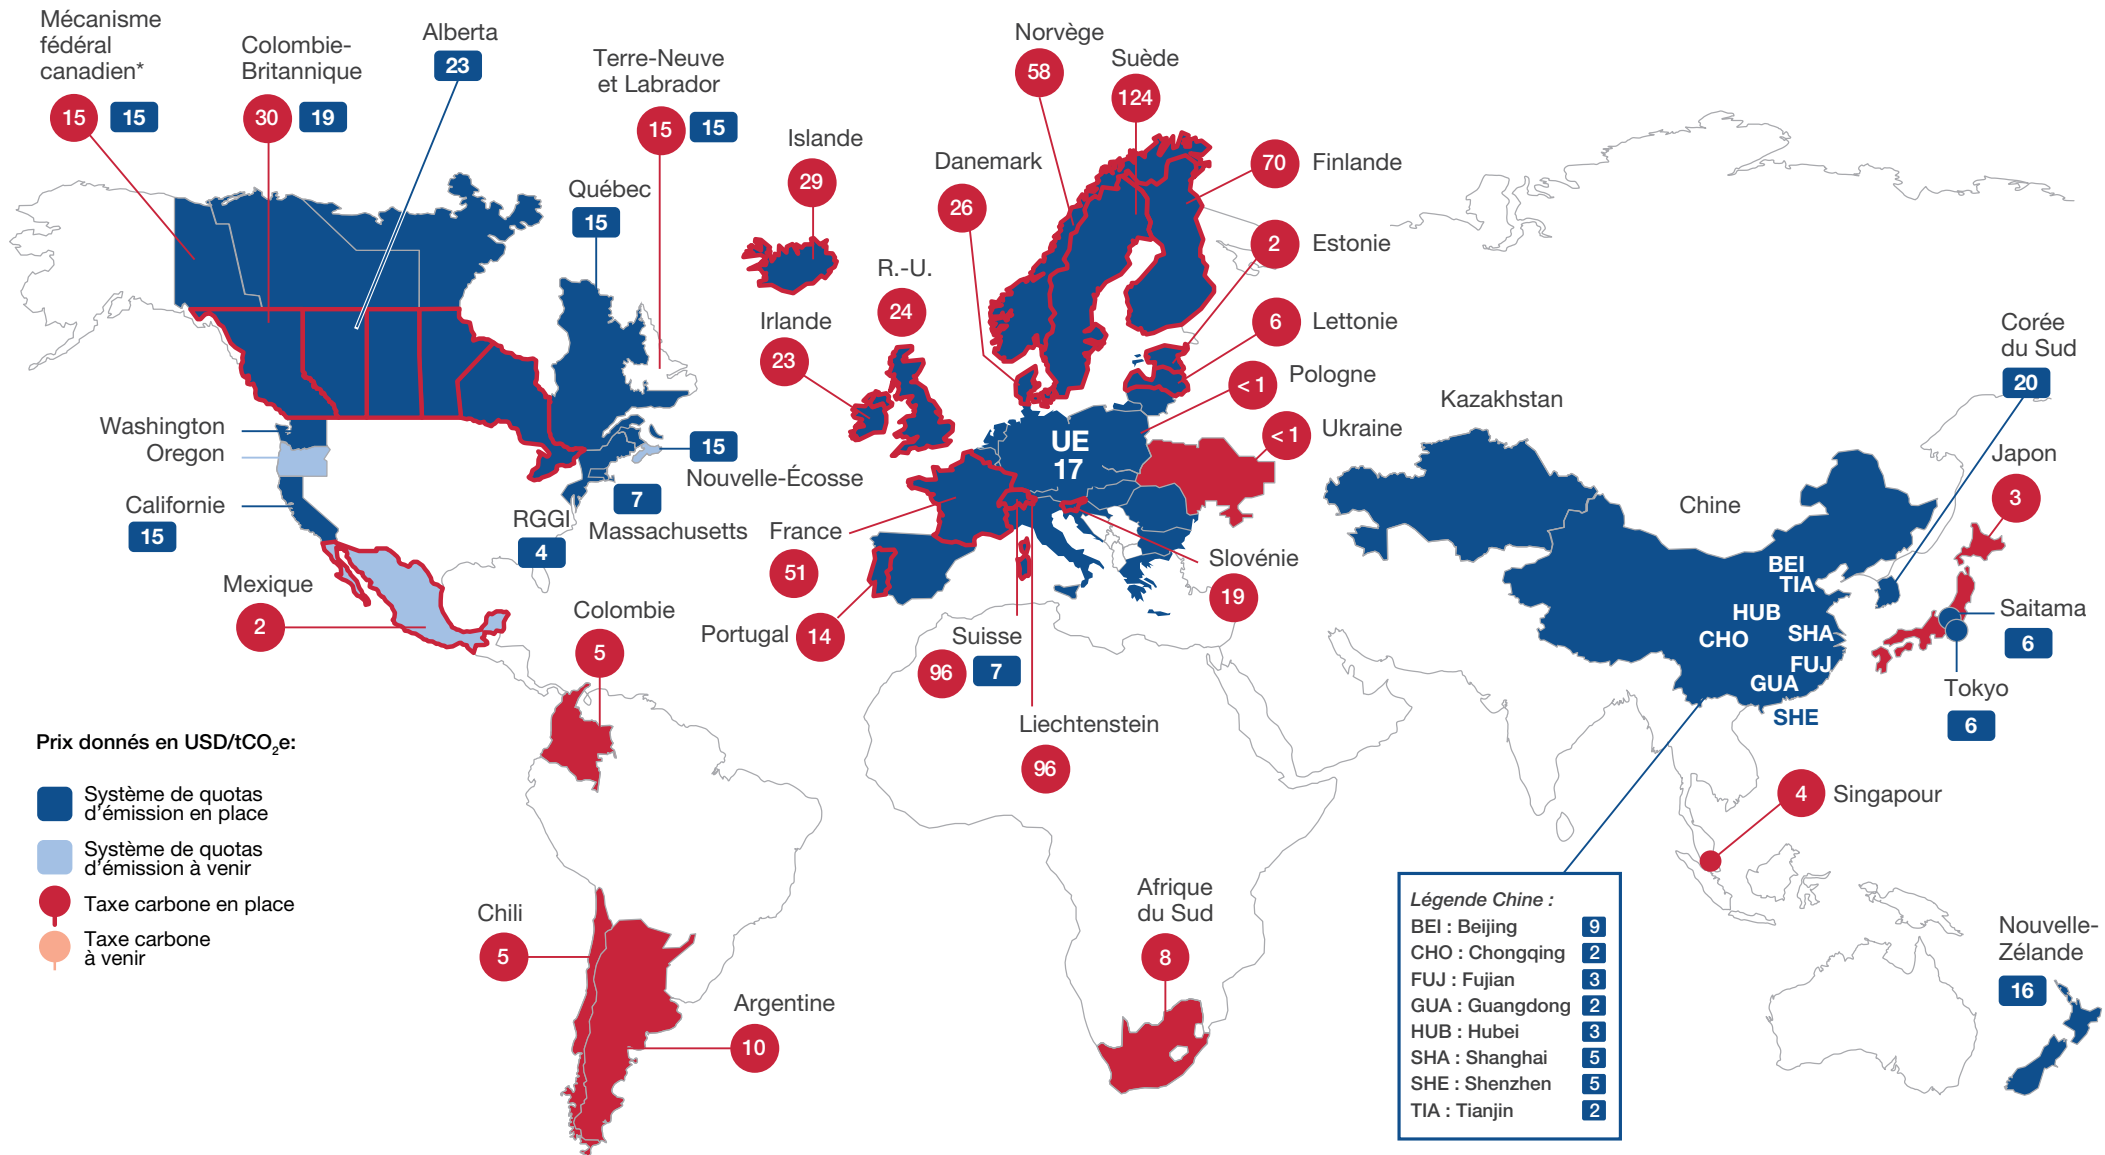 Mécanisme
fédéral
canadien*
15
15
Colombie-
Britannique
30
19
Alberta
23
Terre-Neuve
et Labrador
15
15
Québec
15
Islande
29
R.-U.
24
Irlande
23
Norvège
58
Suède
124
Danemark
26
70
Finlande
2
Estonie
6
Lettonie
< 1
Pologne
< 1
Ukraine
UE
17
Kazakhstan
Chine
Corée
du Sud
20
Japon
3
Washington
Oregon
Californie
15
15
Nouvelle-Écosse
7
Massachusetts
RGGI
4
Mexique
2
Colombie
5
France
51
Portugal
14
Suisse
96
7
Liechtenstein
96
Slovénie
19
BEI
TIA
HUB
CHO
SHA
FUJ
GUA
SHE
Saitama
6
Tokyo
6
4
Singapour
Prix donnés en USD/tCO₂e:
Système de quotas
d'émission en place
Système de quotas
d'émission à venir
Taxe carbone en place
Taxe carbone
à venir
Chili
5
Argentine
10
Afrique
du Sud
8
Légende Chine :
BEI : Beijing 9
CHO : Chongqing 2
FUJ : Fujian 3
GUA : Guangdong 2
HUB : Hubei 3
SHA : Shanghai 5
SHE : Shenzhen 5
TIA : Tianjin 2
Nouvelle-
Zélande
16